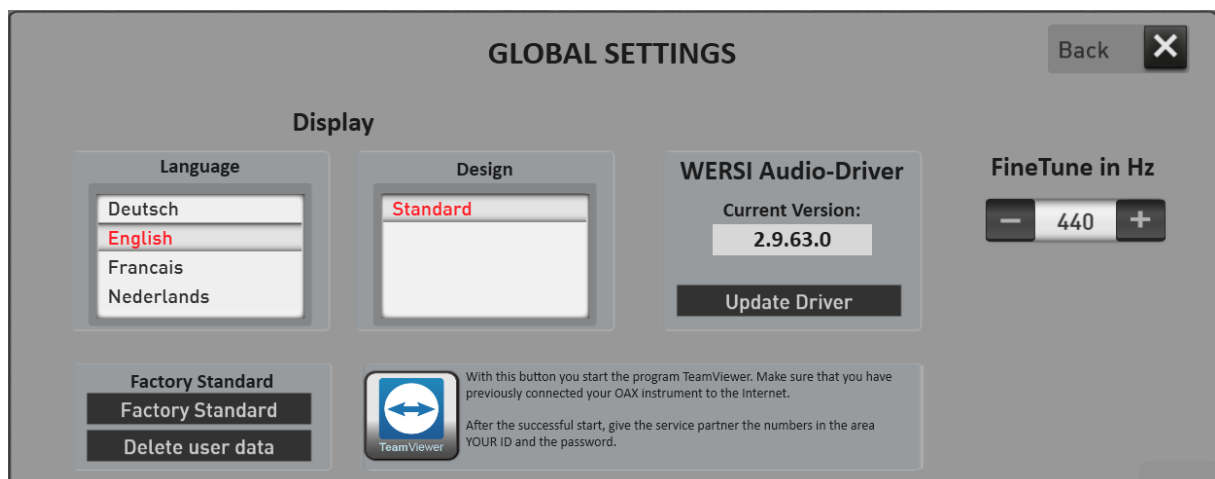 GLOBAL SETTINGS
Back
Display
Language
Deutsch
English
Francais
Nederlands
Design
Standard
WERSI Audio-Driver
Current Version:
2.9.63.0
Update Driver
FineTune in Hz
440
Factory Standard
Factory Standard
Delete user data
TeamViewer
With this button you start the program TeamViewer. Make sure that you have
previously connected your OAX instrument to the Internet.
After the successful start, give the service partner the numbers in the area
YOUR ID and the password.